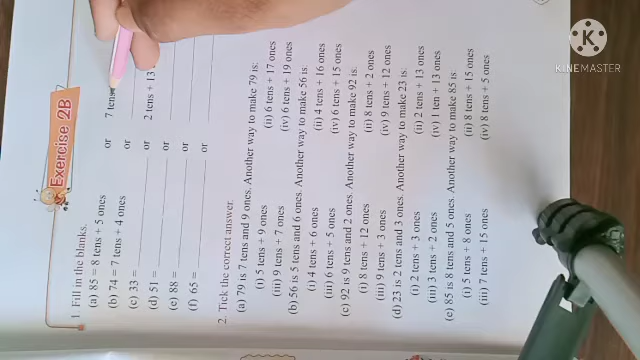 Exercise 2B
1 Fill in the blanks.
(a) 85 = 8 tens + 5 ones or 7 tens
(b) 74 = 7 tens + 4 ones or
(c) 33 = or
(d) 51 = or 2 tens + 13
(e) 88 = or
(f) 65 = or
2. Tick the correct answer.
(a) 79 is 7 tens and 9 ones. Another way to make 79 is:
(i) 5 tens + 9 ones (ii) 6 tens + 17 ones
(iii) 9 tens + 7 ones (iv) 6 tens + 19 ones
(b) 56 is 5 tens and 6 ones. Another way to make 56 is:
(i) 4 tens + 6 ones (ii) 4 tens + 16 ones
(iii) 6 tens + 5 ones (iv) 6 tens + 15 ones
(c) 92 is 9 tens and 2 ones. Another way to make 92 is:
(i) 8 tens + 12 ones (ii) 8 tens + 2 ones
(iii) 9 tens + 3 ones (iv) 9 tens + 12 ones
(d) 23 is 2 tens and 3 ones. Another way to make 23 is:
(i) 2 tens + 3 ones (ii) 2 tens + 13 ones
(iii) 3 tens + 2 ones (iv) 1 ten + 13 ones
(e) 85 is 8 tens and 5 ones. Another way to make 85 is:
(i) 5 tens + 8 ones (ii) 8 tens + 15 ones
(iii) 7 tens + 15 ones (iv) 8 tens + 5 ones
KINEMASTER